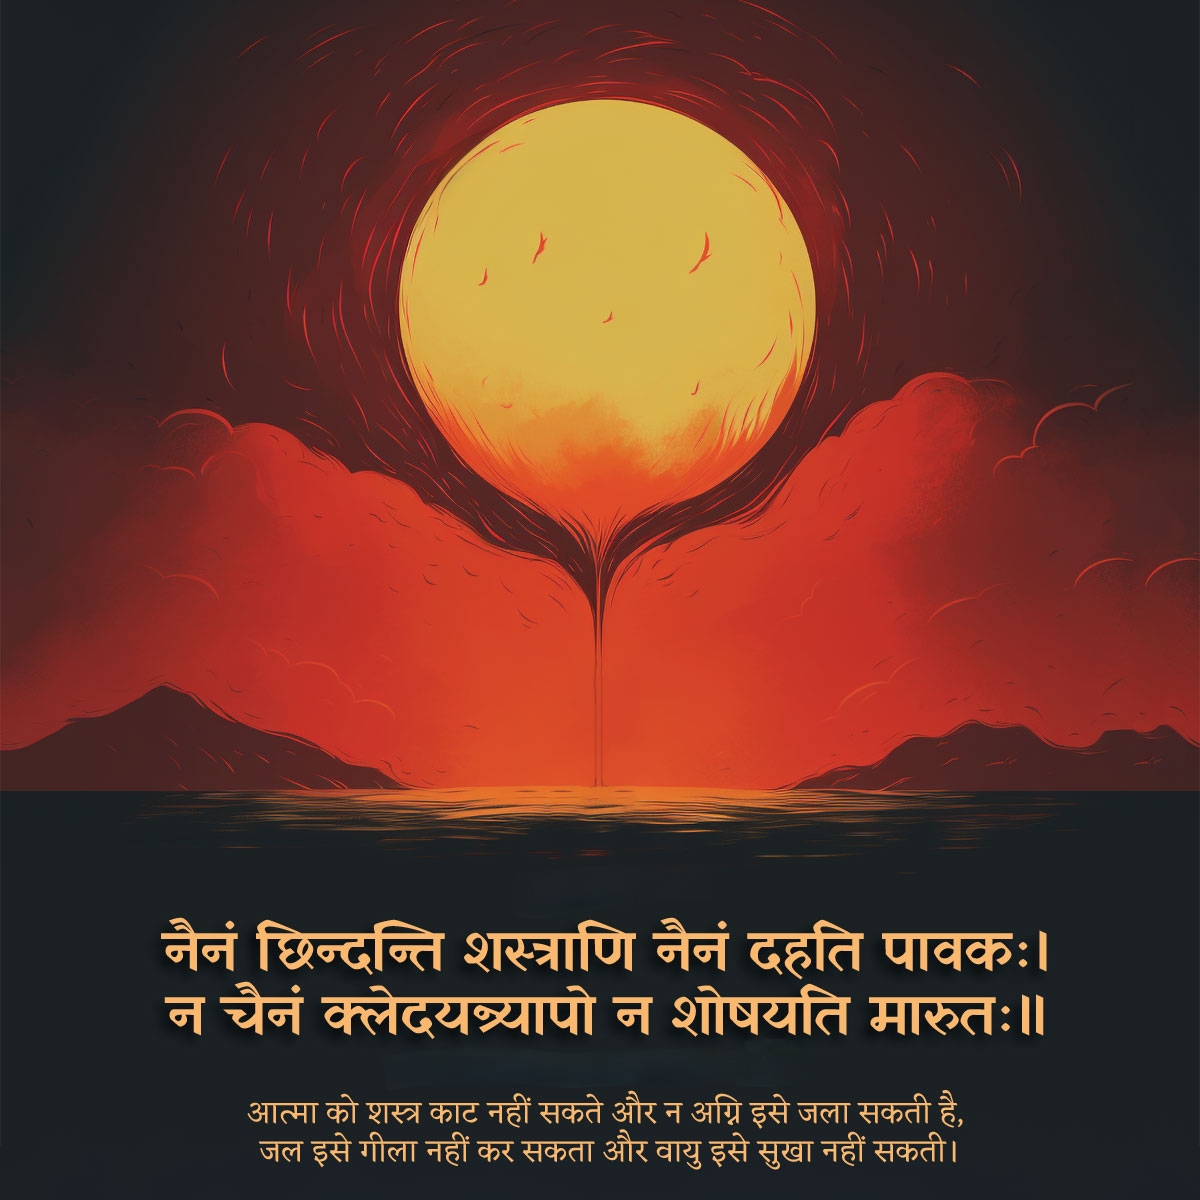 नैनं छिन्दन्ति शस्त्राणि नैनं दहति पावकः।
न चैनं क्लेदयन्त्यापो न शोषयति मारुतः॥
आत्मा को शस्त्र काट नहीं सकते और न अग्नि इसे जला सकती है,
जल इसे गीला नहीं कर सकता और वायु इसे सुखा नहीं सकती।